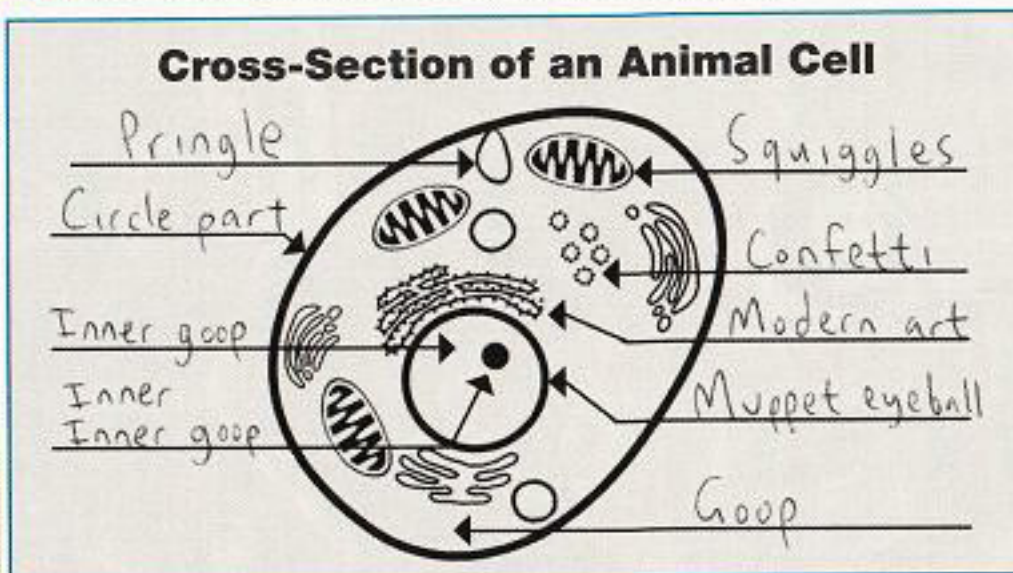 Cross-Section of an Animal Cell
Pringle
Circle part
Inner goop
Inner
Inner goop
Squiggles
Confetti
Modern art
Muppet eyeball
Goop